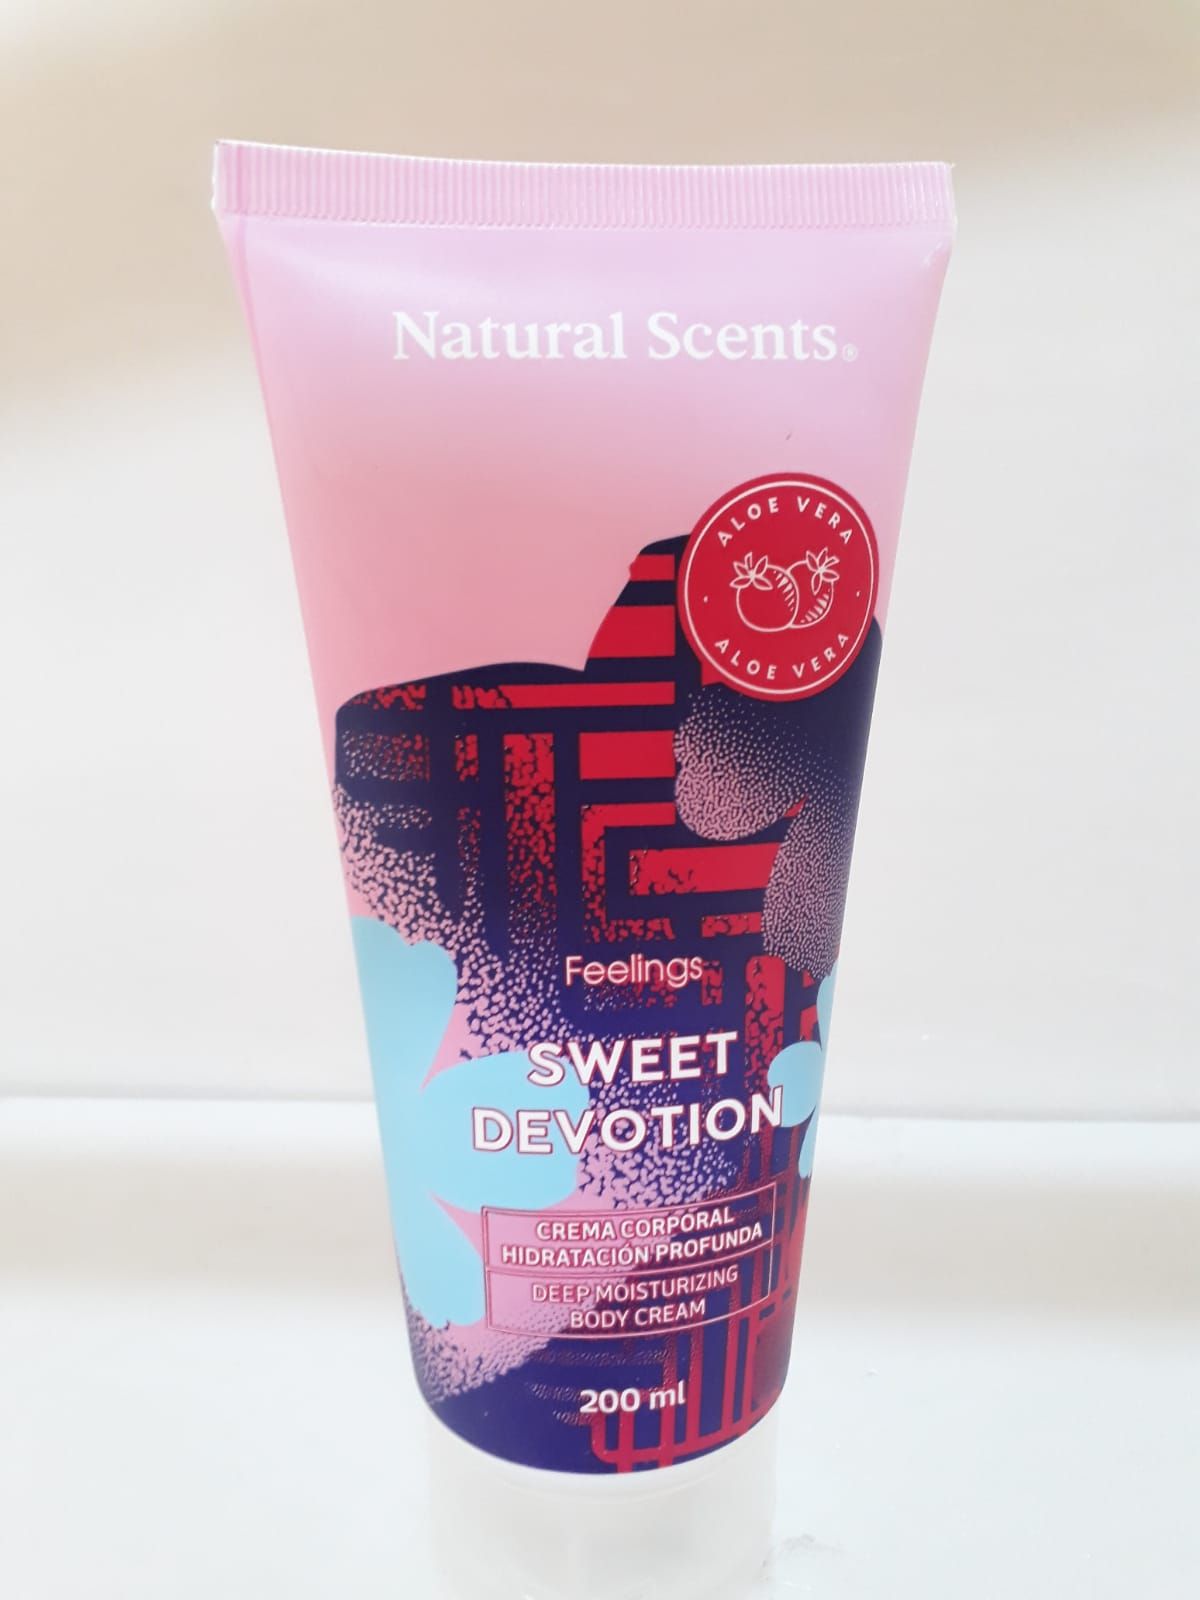 Natural Scents®
ALOE VERA
ALOE VERA
Feelings
SWEET
DEVOTION
CREMA CORPORAL
HIDRATACIÓN PROFUNDA
DEEP MOISTURIZING
BODY CREAM
200 ml